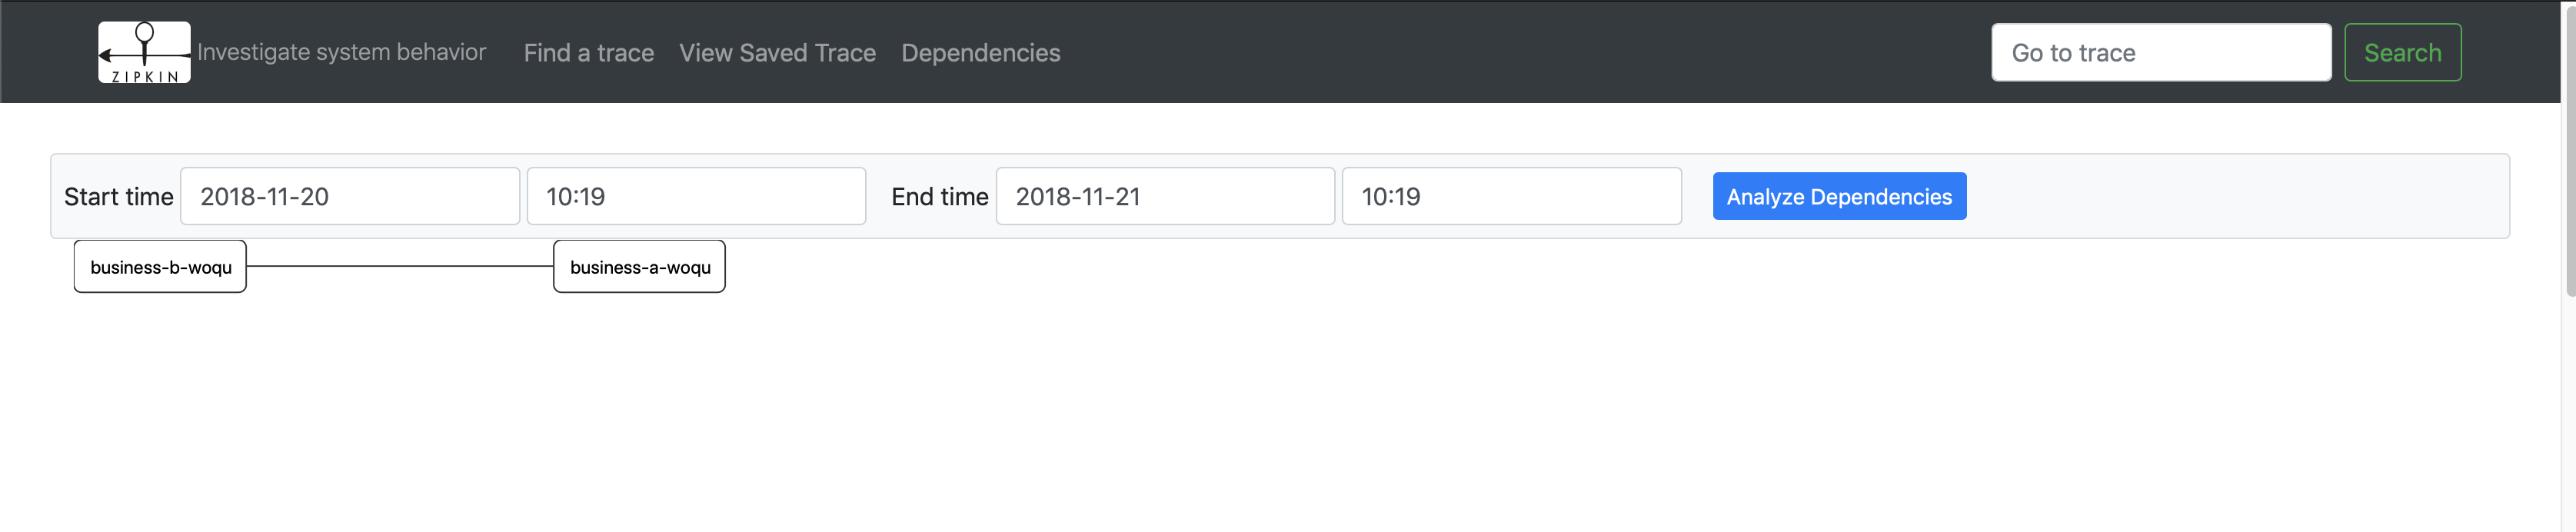 ZIPKIN Investigate system behavior Find a trace View Saved Trace Dependencies Go to trace Search
Start time 2018-11-20 10:19 End time 2018-11-21 10:19 Analyze Dependencies
business-b-woqu business-a-woqu